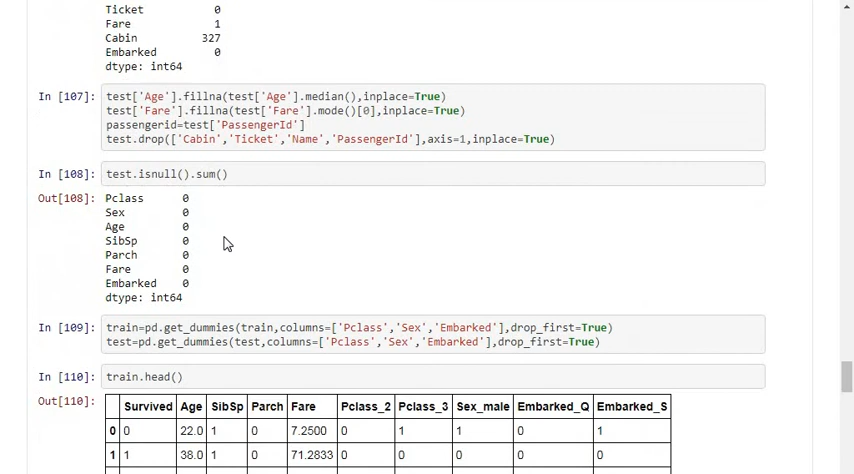 Ticket 0
Fare 1
Cabin 327
Embarked 0
dtype: int64
In [107]: test['Age'].fillna(test['Age'].median(),inplace=True)
test['Fare'].fillna(test['Fare'].mode()[0],inplace=True)
passengerid=test['PassengerId']
test.drop(['Cabin','Ticket','Name','PassengerId'],axis=1,inplace=True)
In [108]: test.isnull().sum()
Out[108]: Pclass 0
Sex 0
Age 0
SibSp 0
Parch 0
Fare 0
Embarked 0
dtype: int64
In [109]: train=pd.get_dummies(train,columns=['Pclass','Sex','Embarked'],drop_first=True)
test=pd.get_dummies(test,columns=['Pclass','Sex','Embarked'],drop_first=True)
In [110]: train.head()
Out[110]: Survived Age SibSp Parch Fare Pclass_2 Pclass_3 Sex_male Embarked_Q Embarked_S
0 0 22.0 1 0 7.2500 0 1 1 0 1
1 1 38.0 1 0 71.2833 0 0 0 0 0